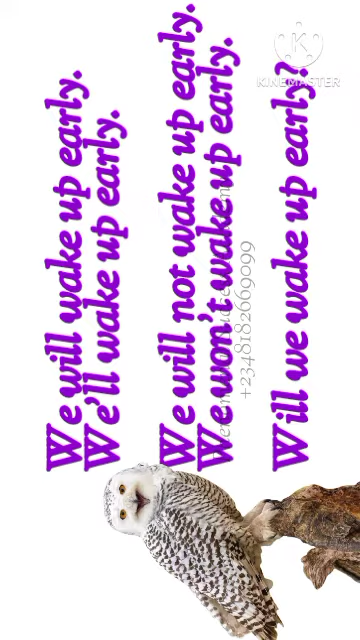 We will wake up early.
We'll wake up early.
We will not wake up early.
We won't wake up early.
+2348182669099
Will we wake up early?
KINEMASTER